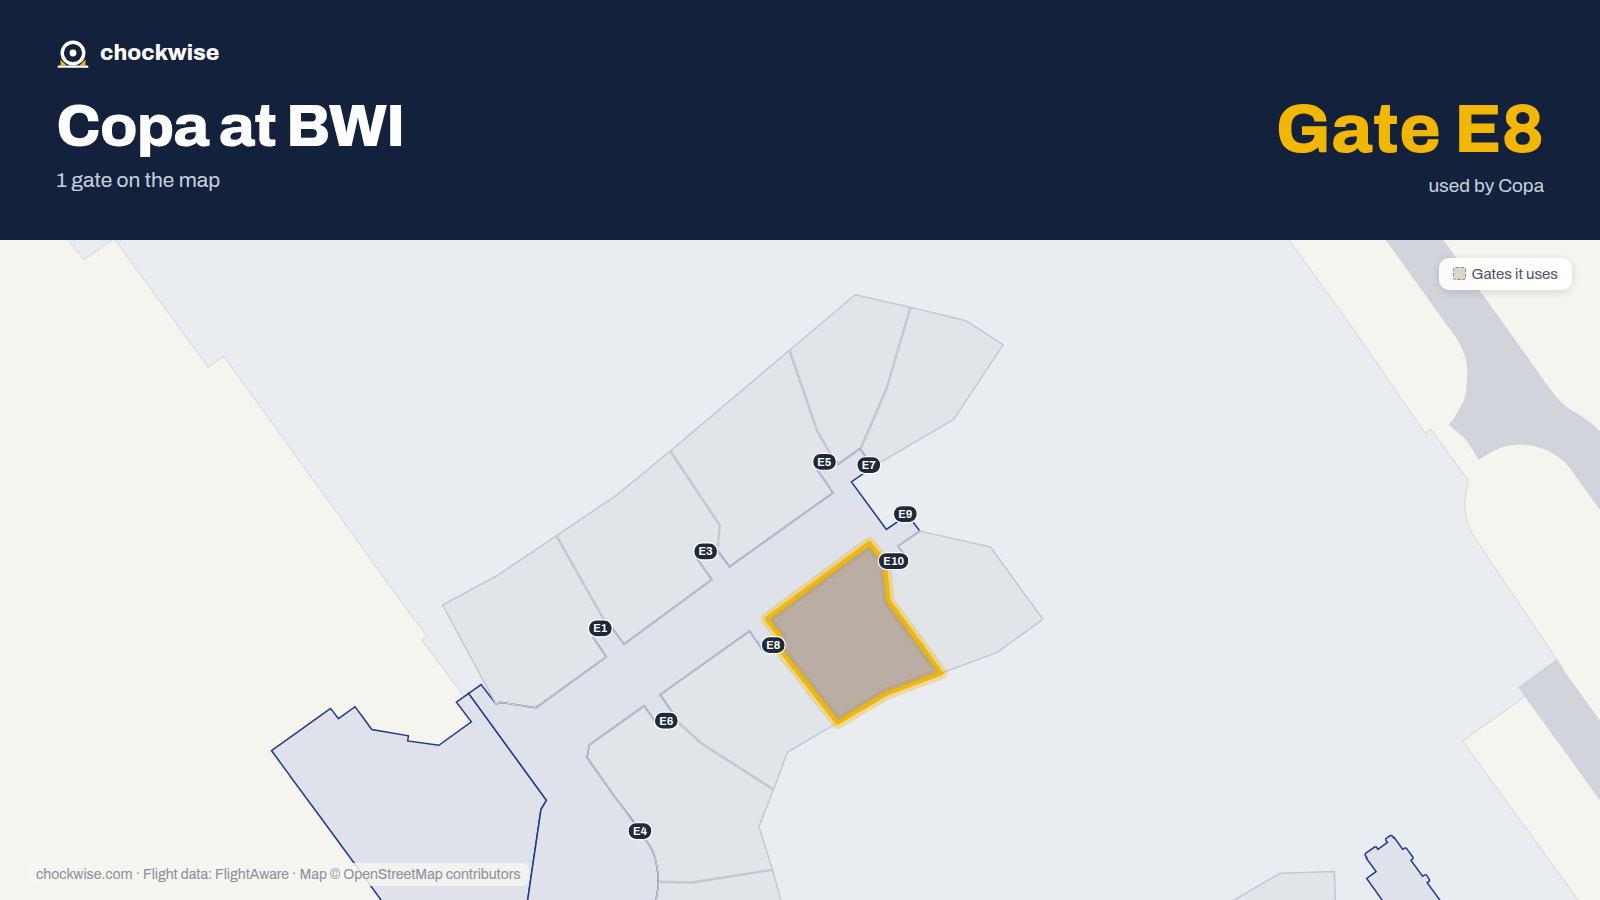 chockwise
Copa at BWI
1 gate on the map
Gate E8
used by Copa
Gates it uses
E5
E7
E9
E3
E10
E1
E8
E6
E4
chockwise.com · Flight data: FlightAware · Map © OpenStreetMap contributors